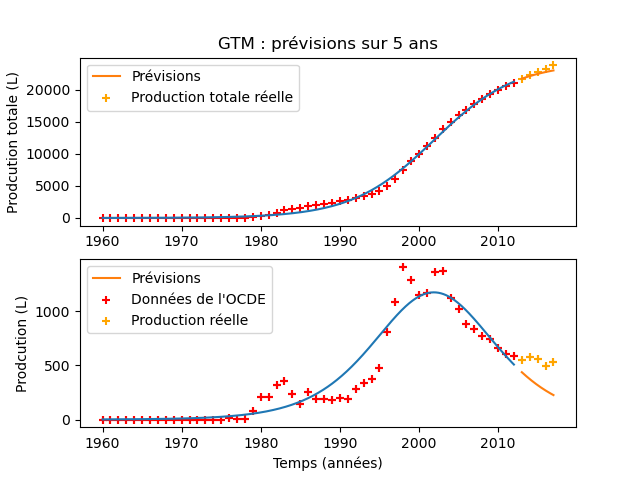 GTM : prévisions sur 5 ans
Prodcution totale (L)
20000
15000
10000
5000
0
Prévisions
Production totale réelle
1960 1970 1980 1990 2000 2010
Prodcution (L)
1000
500
0
Prévisions
Données de l'OCDE
Production réelle
1960 1970 1980 1990 2000 2010
Temps (années)